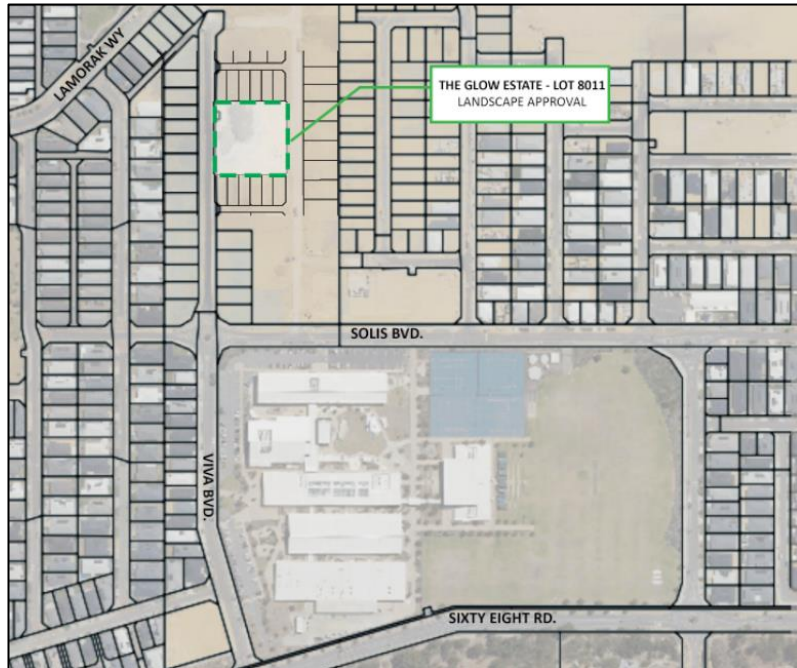 LAMORAK WY
THE GLOW ESTATE - LOT 8011
LANDSCAPE APPROVAL
SOLIS BVD.
VIVA BVD.
SIXTY EIGHT RD.